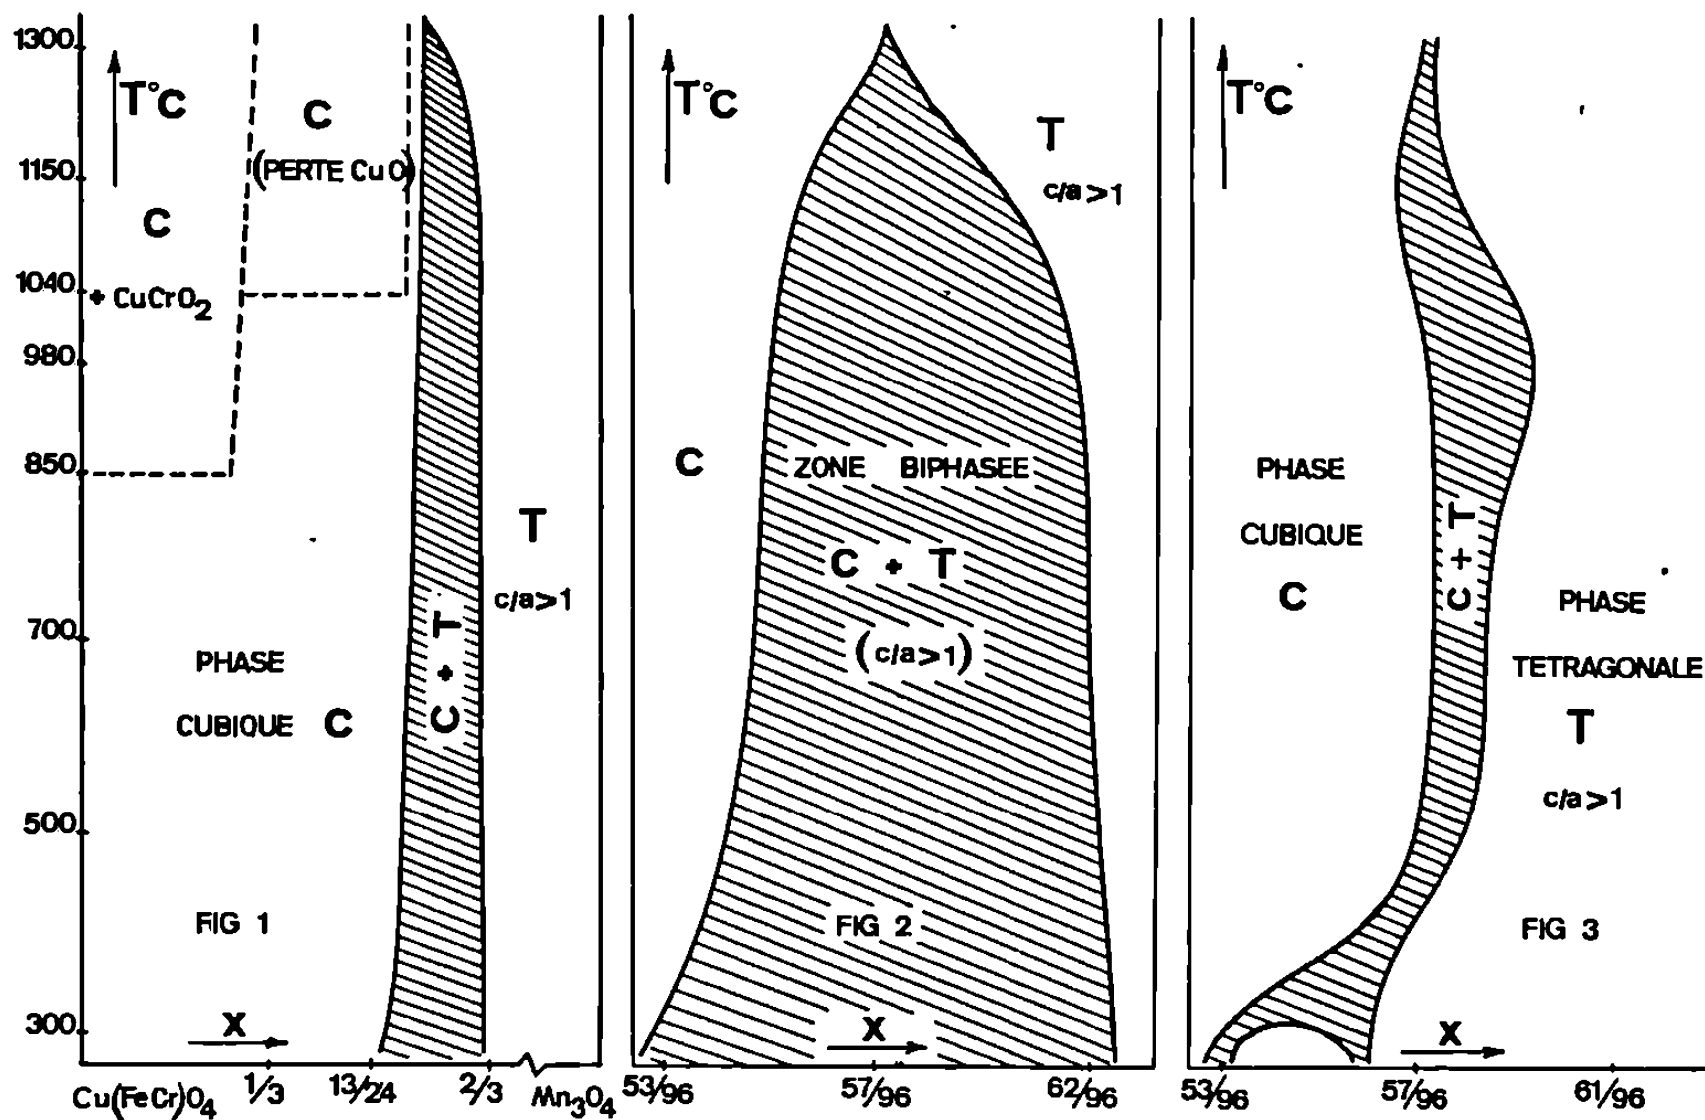 1300
1150
1040
980
850
700
500
300
T°C
C
(PERTE CuO)
C
+ CuCrO2
PHASE
CUBIQUE C
C + T
T
c/a>1
FIG 1
X
Cu(FeCr)O4
1/3
13/24
2/3
Mn3O4
T°C
T
c/a>1
C
ZONE BIPHASEE
C + T
(c/a>1)
FIG 2
X
53/96
57/96
62/96
T°C
PHASE
CUBIQUE
C
C + T
PHASE
TETRAGONALE
T
c/a>1
FIG 3
X
53/96
57/96
61/96